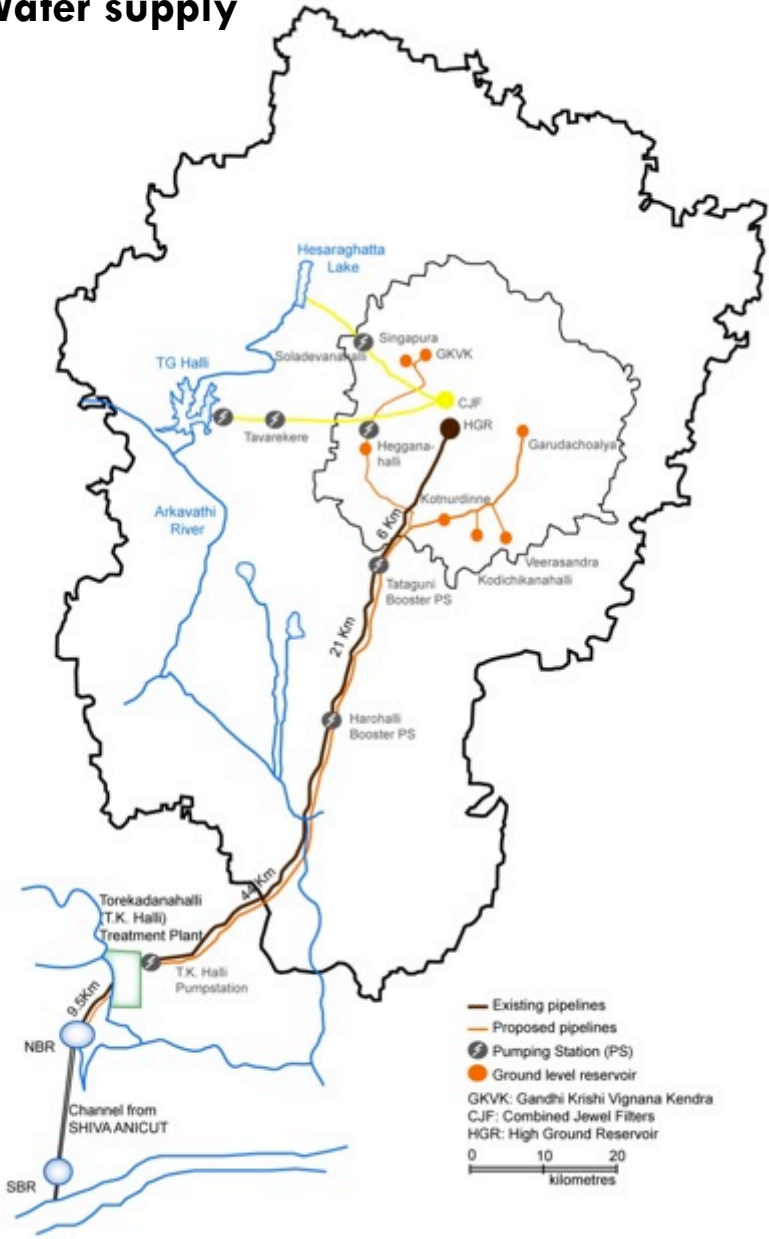 Water supply
Hesaraghatta
Lake
Singapura
Soladevanahalli
GKVK
TG Halli
CJF
HGR
Tavarekere
Heggana-
halli
Garudachoalya
Kotnurdinne
Arkavathi
River
6 Km
Veerasandra
Kodichikanahalli
Tataguni
Booster PS
21 Km
Harohalli
Booster PS
44 Km
Torekadanahalli
(T.K. Halli)
Treatment Plant
T.K. Halli
Pumpstation
9.5Km
NBR
Channel from
SHIVA ANICUT
SBR
Existing pipelines
Proposed pipelines
Pumping Station (PS)
Ground level reservoir
GKVK: Gandhi Krishi Vignana Kendra
CJF: Combined Jewel Filters
HGR: High Ground Reservoir
0 10 20
kilometres